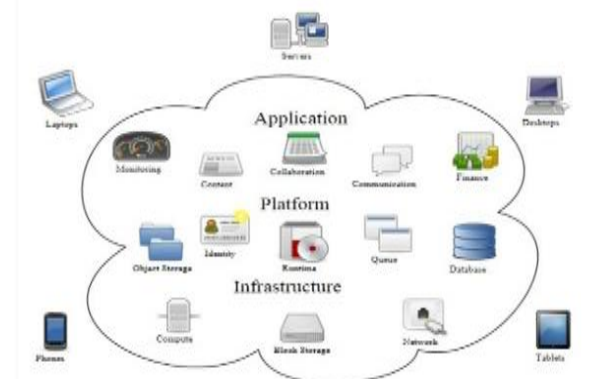 Servers
Laptops
Desktops
Application
Monitoring
Content
Collaboration
Communication
Finance
Platform
Object Storage
Identity
Runtime
Queue
Database
Infrastructure
Compute
Block Storage
Network
Phones
Tablets